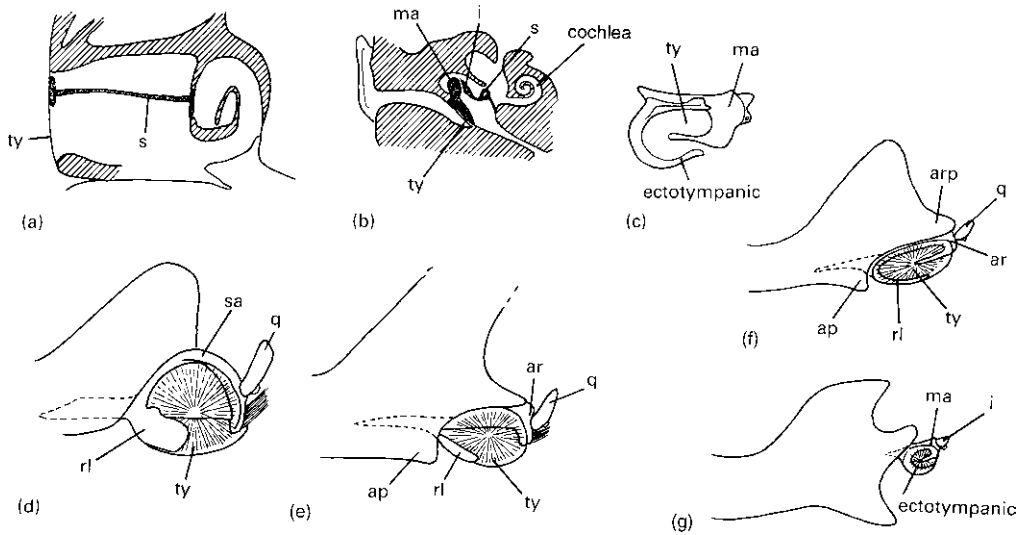 ty
s
(a)
ma
i
s
cochlea
ty
(b)
ty
ma
ectotympanic
(c)
arp
q
ar
ap
rl
ty
(f)
sa
q
rl
ty
(d)
ar
q
ap
rl
ty
(e)
ma
i
ectotympanic
(g)